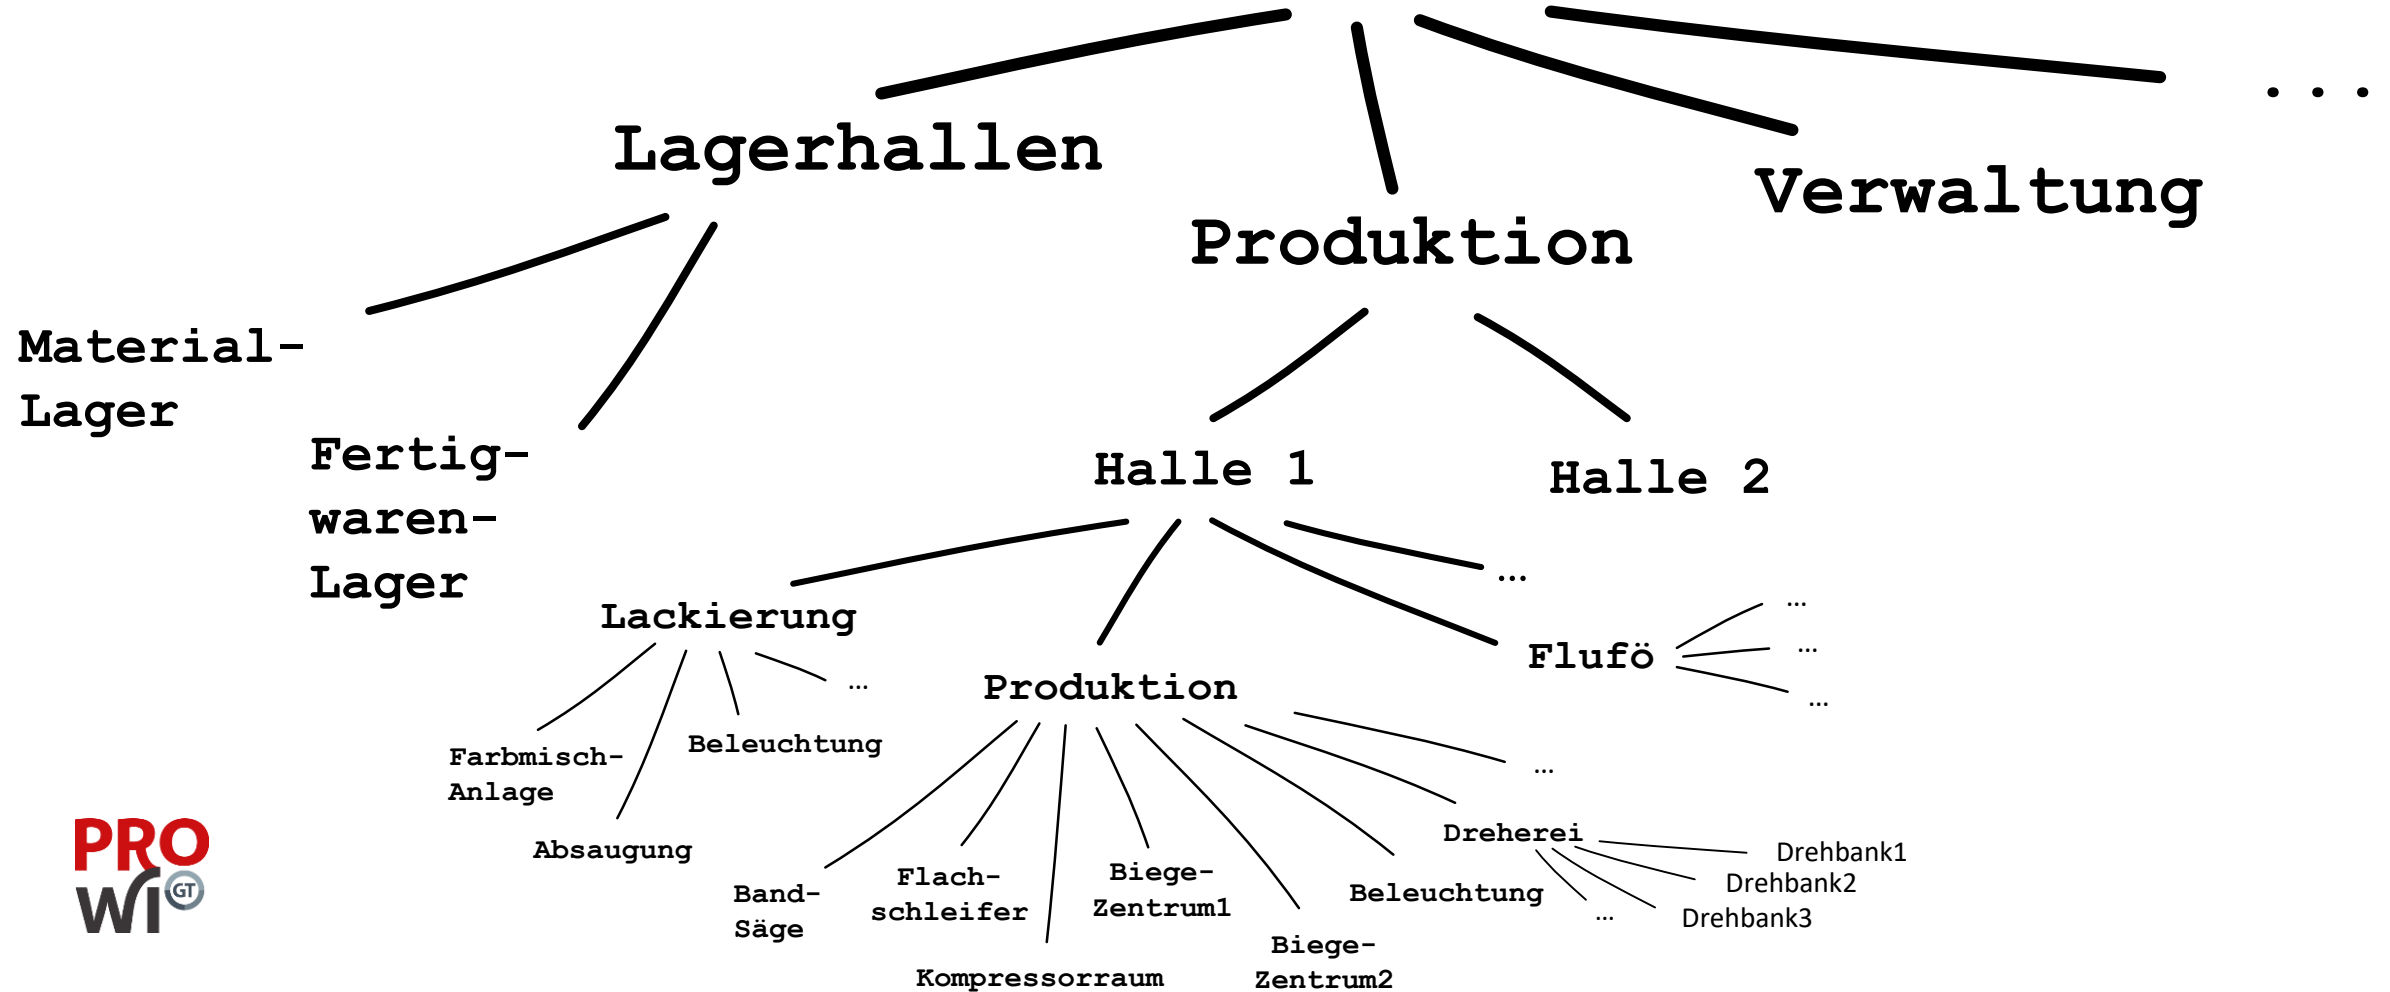 ...
Lagerhallen
Verwaltung
Produktion
Material-
Lager
Fertig-
waren-
Lager
Halle 1
Halle 2
...
Lackierung
...
Flufö
...
...
Produktion
...
Beleuchtung
Farbmisch-
Anlage
Absaugung
...
Dreherei
Drehbank1
Drehbank2
Drehbank3
...
Band-
Säge
Flach-
schleifer
Biege-
Zentrum1
Beleuchtung
Kompressorraum
Biege-
Zentrum2
PRO
WI
GT